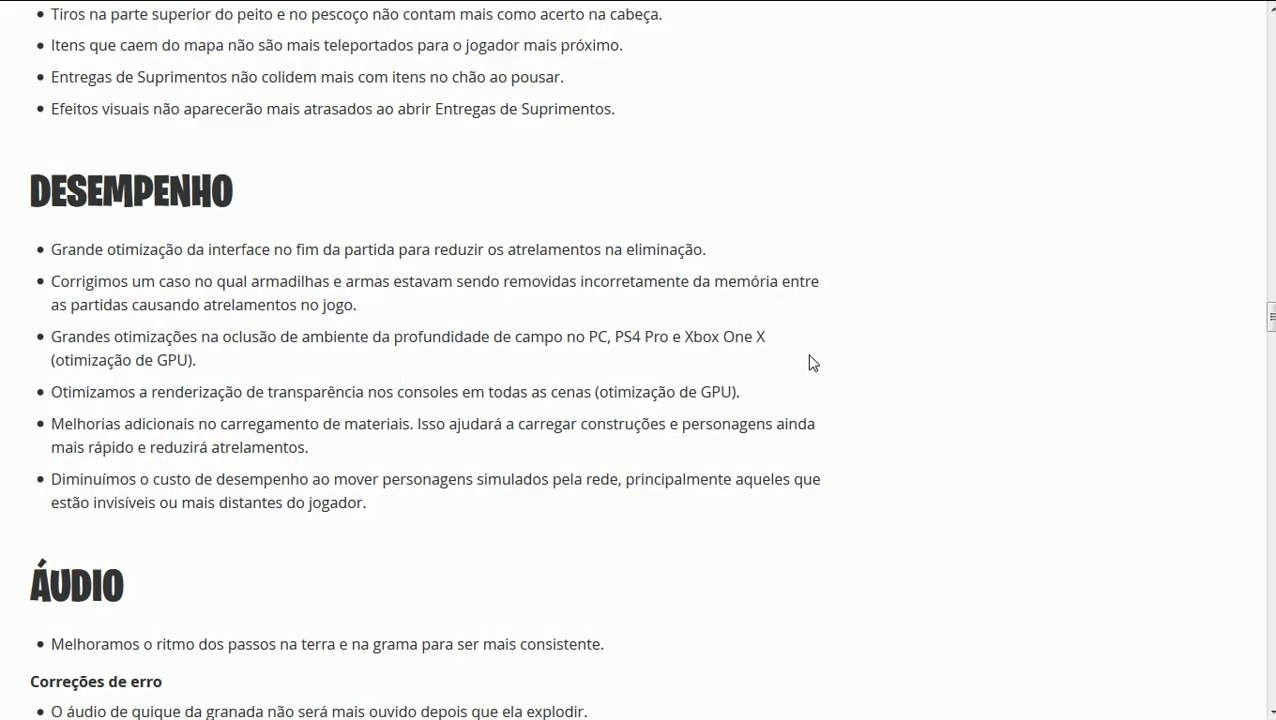 Tiros na parte superior do peito e no pescoço não contam mais como acerto na cabeça.
Itens que caem do mapa não são mais teleportados para o jogador mais próximo.
Entregas de Suprimentos não colidem mais com itens no chão ao pousar.
Efeitos visuais não aparecerão mais atrasados ao abrir Entregas de Suprimentos.
DESEMPENHO
Grande otimização da interface no fim da partida para reduzir os atrelamentos na eliminação.
Corrigimos um caso no qual armadilhas e armas estavam sendo removidas incorretamente da memória entre
as partidas causando atrelamentos no jogo.
Grandes otimizações na oclusão de ambiente da profundidade de campo no PC, PS4 Pro e Xbox One X
(otimização de GPU).
Otimizamos a renderização de transparência nos consoles em todas as cenas (otimização de GPU).
Melhorias adicionais no carregamento de materiais. Isso ajudará a carregar construções e personagens ainda
mais rápido e reduzirá atrelamentos.
Diminuímos o custo de desempenho ao mover personagens simulados pela rede, principalmente aqueles que
estão invisíveis ou mais distantes do jogador.
ÁUDIO
Melhoramos o ritmo dos passos na terra e na grama para ser mais consistente.
Correções de erro
O áudio de quique da granada não será mais ouvido depois que ela explodir.